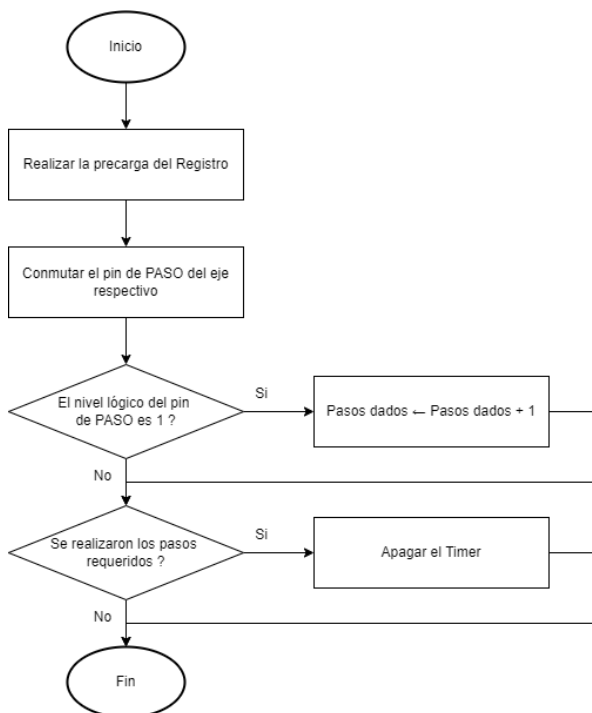 Inicio
Realizar la precarga del Registro
Conmutar el pin de PASO del eje
respectivo
El nivel lógico del pin
de PASO es 1 ?
Si
Pasos dados ← Pasos dados + 1
No
Se realizaron los pasos
requeridos ?
Si
Apagar el Timer
No
Fin